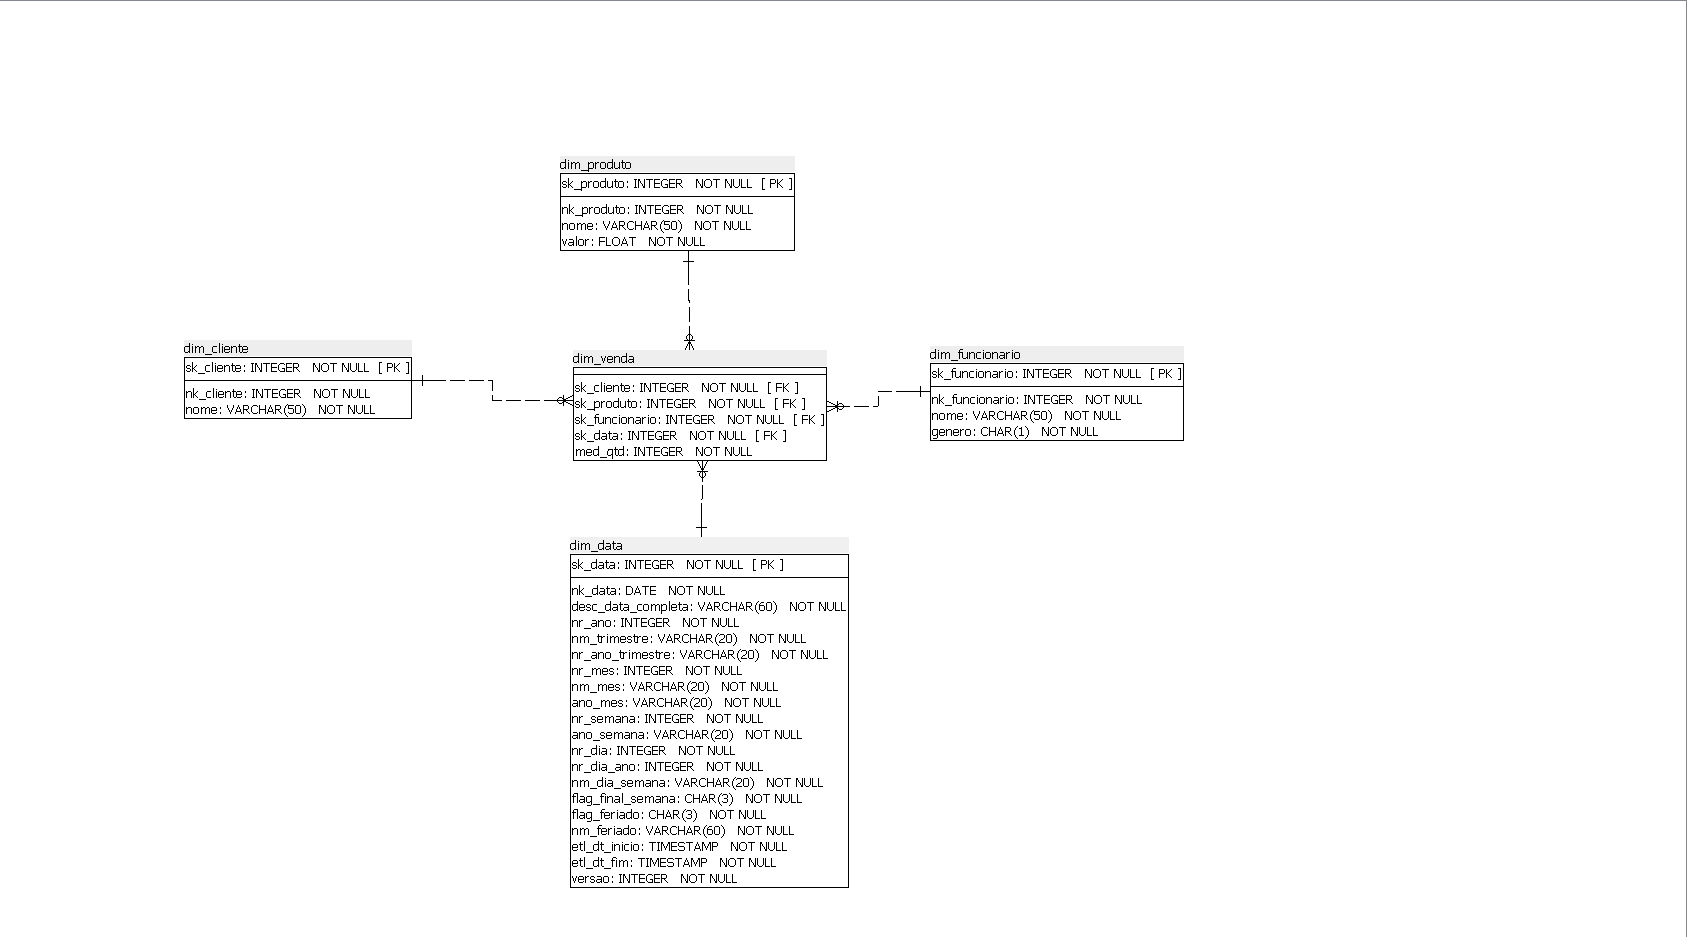 dim_produto
sk_produto: INTEGER NOT NULL [ PK ]
nk_produto: INTEGER NOT NULL
nome: VARCHAR(50) NOT NULL
valor: FLOAT NOT NULL
dim_cliente
sk_cliente: INTEGER NOT NULL [ PK ]
nk_cliente: INTEGER NOT NULL
nome: VARCHAR(50) NOT NULL
dim_venda
sk_cliente: INTEGER NOT NULL [ FK ]
sk_produto: INTEGER NOT NULL [ FK ]
sk_funcionario: INTEGER NOT NULL [ FK ]
sk_data: INTEGER NOT NULL [ FK ]
med_qtd: INTEGER NOT NULL
dim_funcionario
sk_funcionario: INTEGER NOT NULL [ PK ]
nk_funcionario: INTEGER NOT NULL
nome: VARCHAR(50) NOT NULL
genero: CHAR(1) NOT NULL
dim_data
sk_data: INTEGER NOT NULL [ PK ]
nk_data: DATE NOT NULL
desc_data_completa: VARCHAR(60) NOT NULL
nr_ano: INTEGER NOT NULL
nm_trimestre: VARCHAR(20) NOT NULL
nr_ano_trimestre: VARCHAR(20) NOT NULL
nr_mes: INTEGER NOT NULL
nm_mes: VARCHAR(20) NOT NULL
ano_mes: VARCHAR(20) NOT NULL
nr_semana: INTEGER NOT NULL
ano_semana: VARCHAR(20) NOT NULL
nr_dia: INTEGER NOT NULL
nr_dia_ano: INTEGER NOT NULL
nm_dia_semana: VARCHAR(20) NOT NULL
flag_final_semana: CHAR(3) NOT NULL
flag_feriado: CHAR(3) NOT NULL
nm_feriado: VARCHAR(60) NOT NULL
etl_dt_inicio: TIMESTAMP NOT NULL
etl_dt_fim: TIMESTAMP NOT NULL
versao: INTEGER NOT NULL